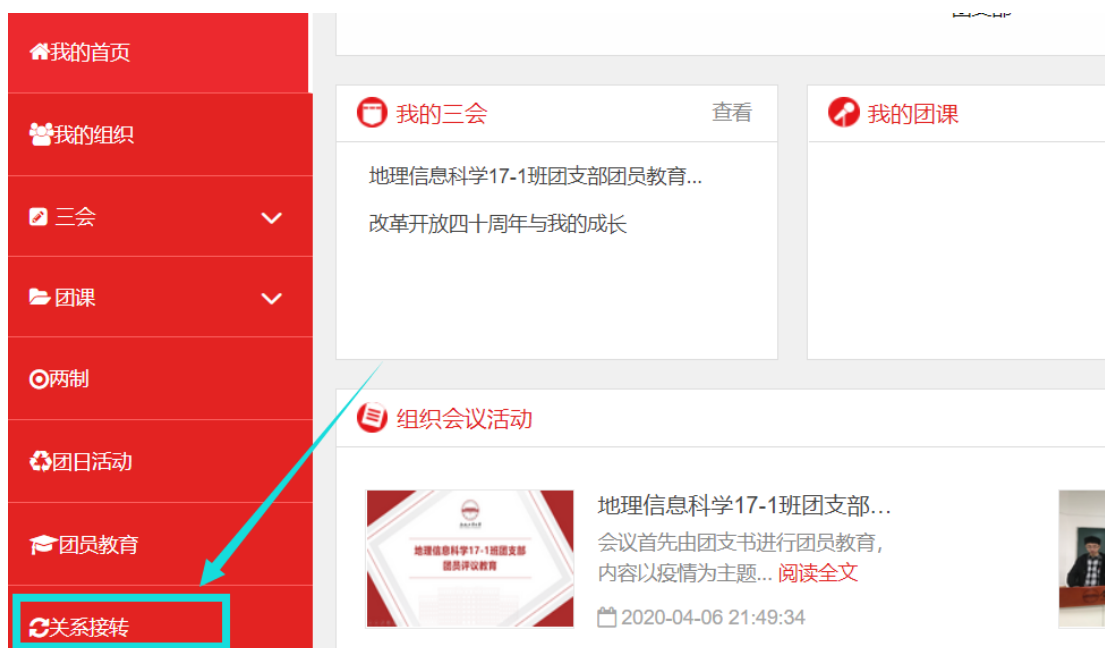 我的首页
我的组织
三会
团课
两制
团日活动
团员教育
关系接转
我的三会
查看
地理信息科学17-1班团支部团员教育...
改革开放四十周年与我的成长
我的团课
组织会议活动
地理信息科学17-1班团支部
团员评议教育
地理信息科学17-1班团支部...
会议首先由团支书进行团员教育，
内容以疫情为主题... 阅读全文
2020-04-06 21:49:34